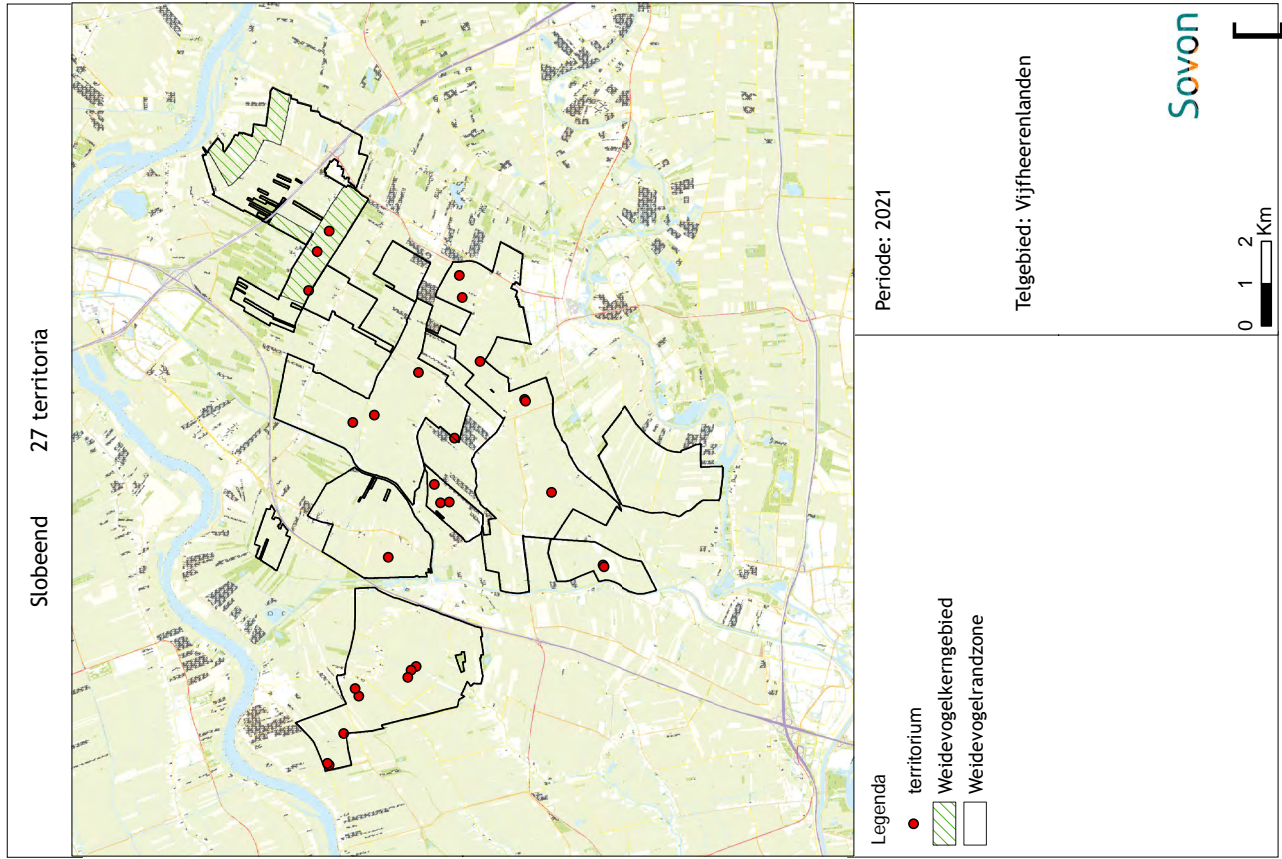 Slobeend 27 territoria
Legenda
territorium
Weidevogelkerngebied
Weidevogelrandzone
Periode: 2021
Telgebied: Vijfheerenlanden
0 1 2
Km
Sovon